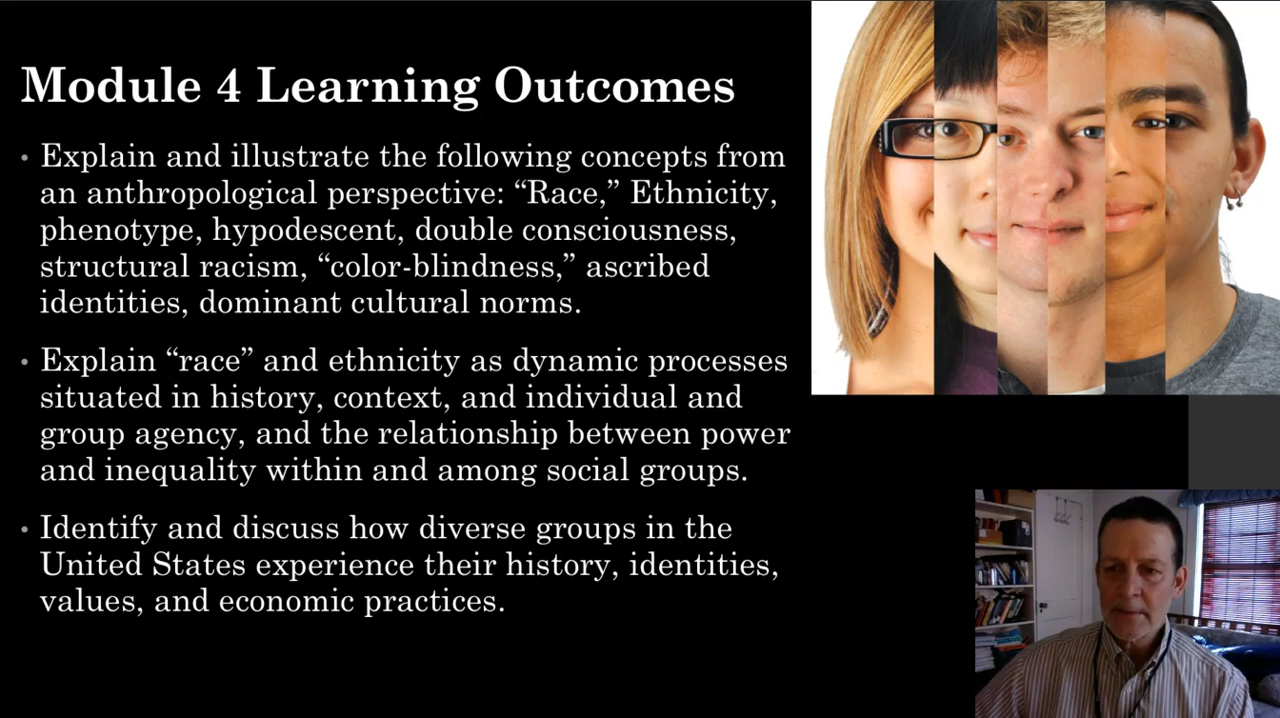 Module 4 Learning Outcomes
• Explain and illustrate the following concepts from
an anthropological perspective: “Race,” Ethnicity,
phenotype, hypodescent, double consciousness,
structural racism, “color-blindness,” ascribed
identities, dominant cultural norms.
• Explain “race” and ethnicity as dynamic processes
situated in history, context, and individual and
group agency, and the relationship between power
and inequality within and among social groups.
• Identify and discuss how diverse groups in the
United States experience their history, identities,
values, and economic practices.